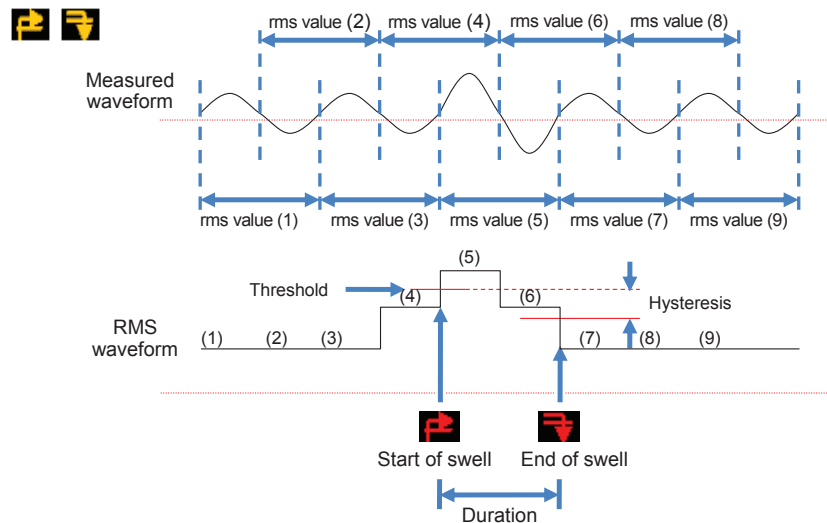 rms value (2) rms value (4) rms value (6) rms value (8)
Measured
waveform
rms value (1) rms value (3) rms value (5) rms value (7) rms value (9)
(5)
Threshold
(4) (6)
Hysteresis
RMS
waveform
(1) (2) (3) (7) (8) (9)
Start of swell End of swell
Duration